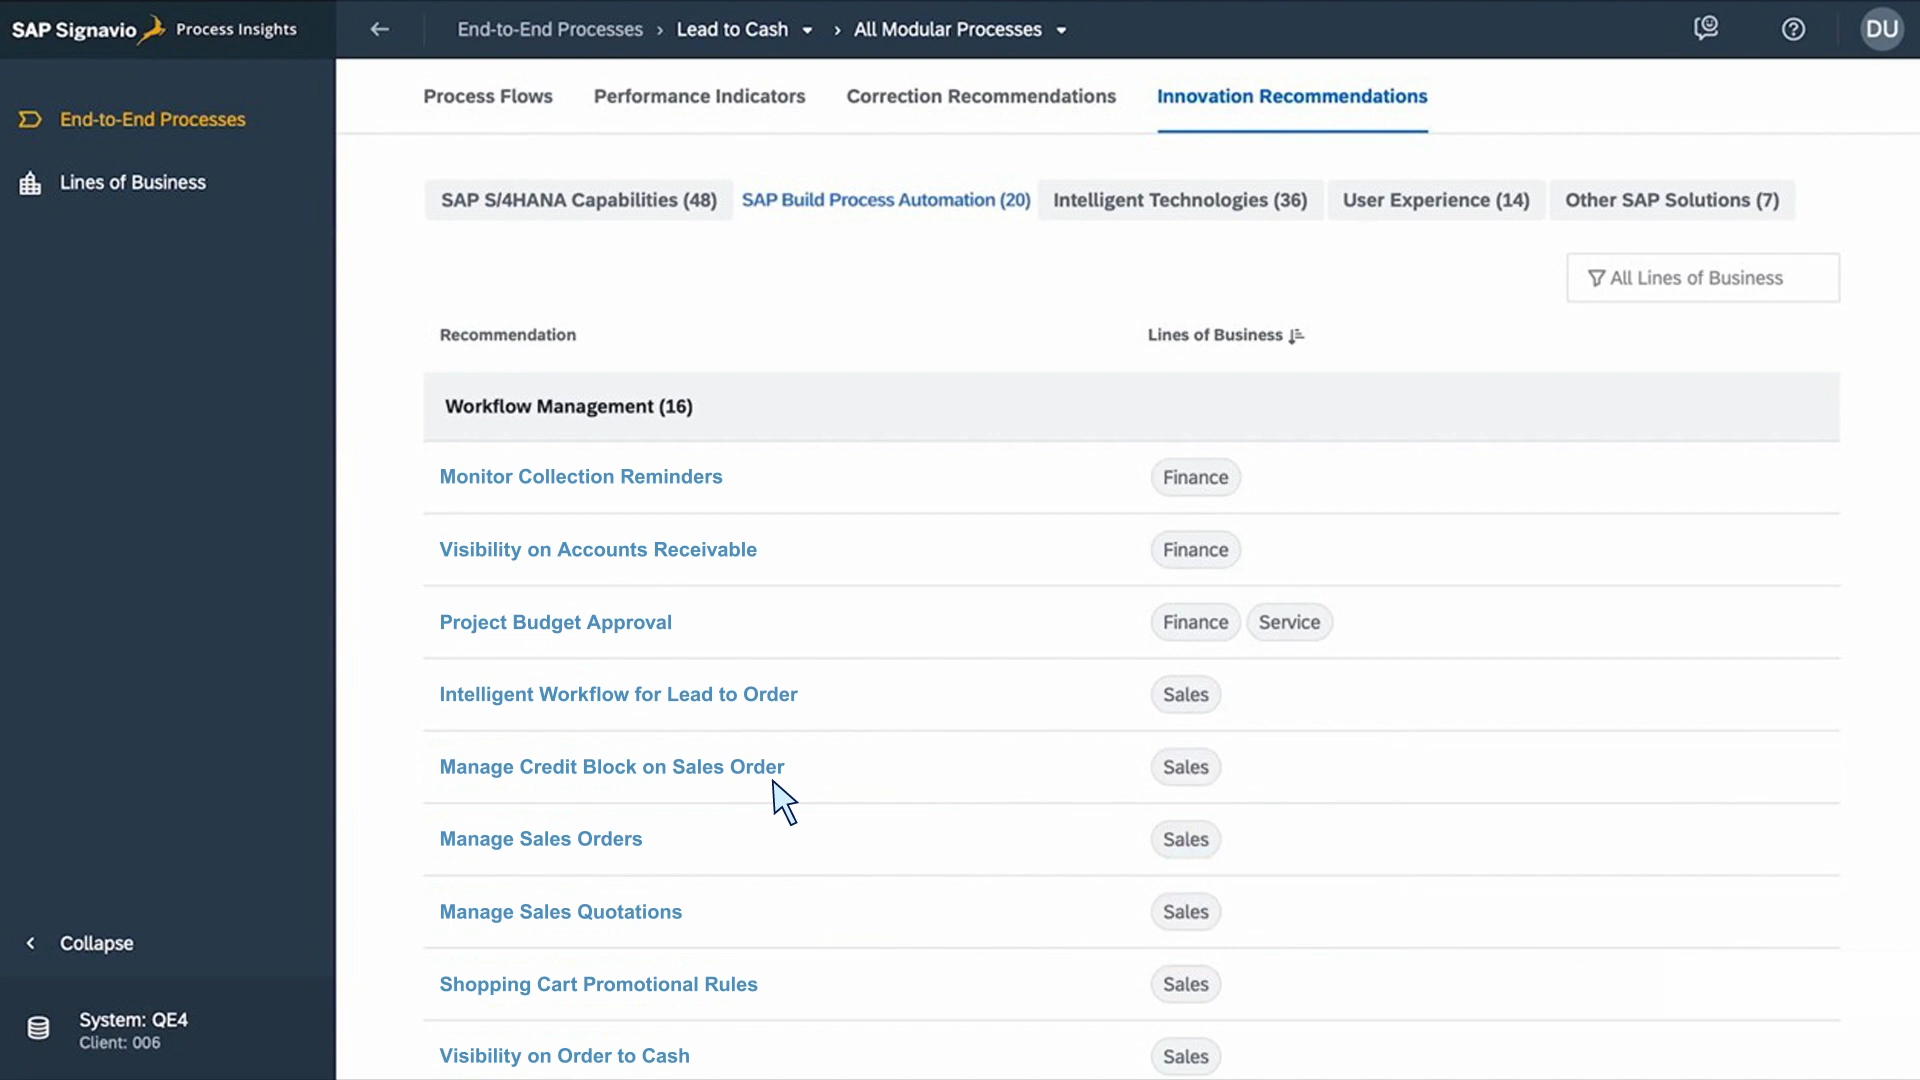 SAP Signavio Process Insights
End-to-End Processes › Lead to Cash › All Modular Processes
DU
End-to-End Processes
Lines of Business
Process Flows Performance Indicators Correction Recommendations Innovation Recommendations
SAP S/4HANA Capabilities (48) SAP Build Process Automation (20) Intelligent Technologies (36) User Experience (14) Other SAP Solutions (7)
All Lines of Business
Recommendation Lines of Business
Workflow Management (16)
Monitor Collection Reminders Finance
Visibility on Accounts Receivable Finance
Project Budget Approval Finance Service
Intelligent Workflow for Lead to Order Sales
Manage Credit Block on Sales Order Sales
Manage Sales Orders Sales
Manage Sales Quotations Sales
Shopping Cart Promotional Rules Sales
Visibility on Order to Cash Sales
Collapse
System: QE4
Client: 006